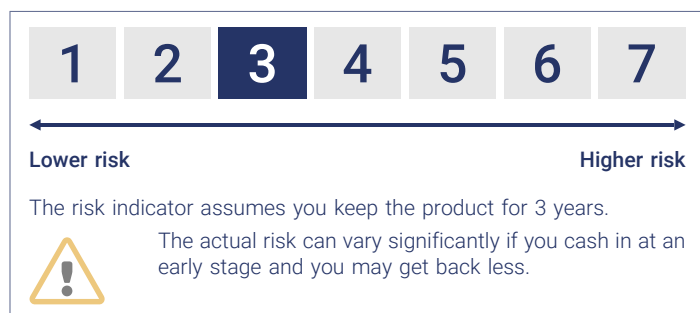 1 2 3 4 5 6 7
Lower risk Higher risk
The risk indicator assumes you keep the product for 3 years.
The actual risk can vary significantly if you cash in at an
early stage and you may get back less.